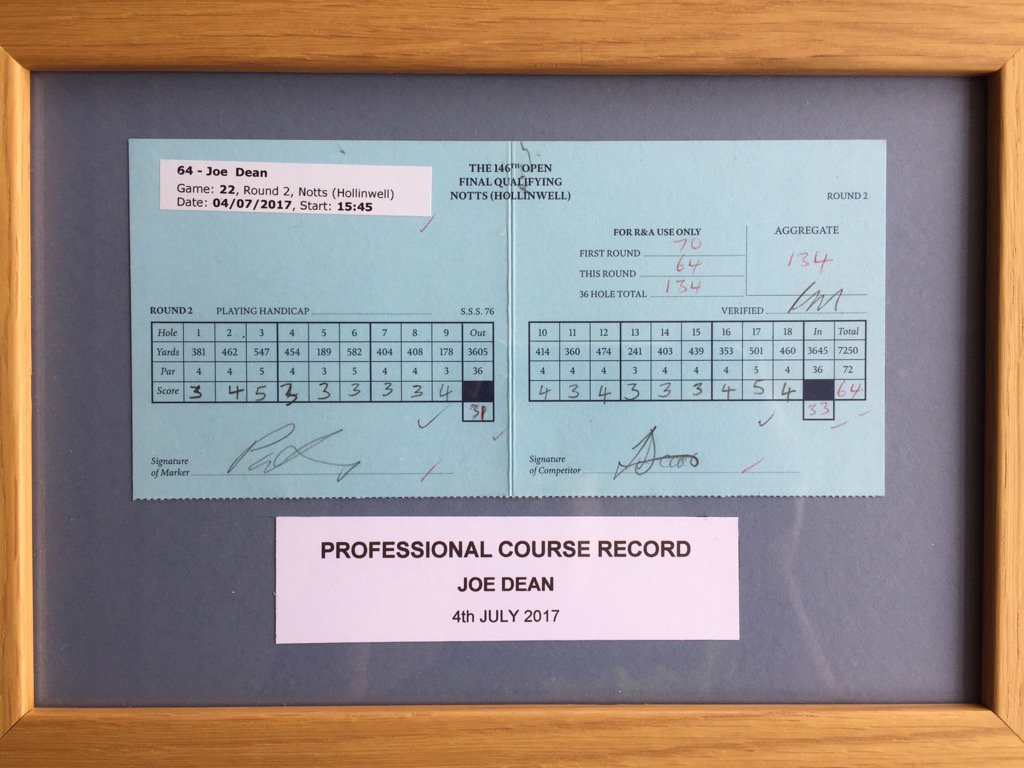 64 - Joe Dean
Game: 22, Round 2, Notts (Hollinwell)
Date: 04/07/2017, Start: 15:45
THE 146TH OPEN
FINAL QUALIFYING
NOTTS (HOLLINWELL)
ROUND 2
FOR R&A USE ONLY
FIRST ROUND 70
THIS ROUND 64
36 HOLE TOTAL 134
AGGREGATE
134
VERIFIED
ROUND 2 PLAYING HANDICAP S.S.S. 76
Hole 1 2 3 4 5 6 7 8 9 Out
Yards 381 462 547 454 189 582 404 408 178 3605
Par 4 4 5 4 3 5 4 4 3 36
Score 3 4 5 3 3 3 3 3 4
31
Signature
of Marker
10 11 12 13 14 15 16 17 18 In Total
414 360 474 241 403 439 353 501 460 3645 7250
4 4 4 3 4 4 4 5 4 36 72
4 3 4 3 3 3 4 5 4 64
33
Signature
of Competitor
PROFESSIONAL COURSE RECORD
JOE DEAN
4th JULY 2017